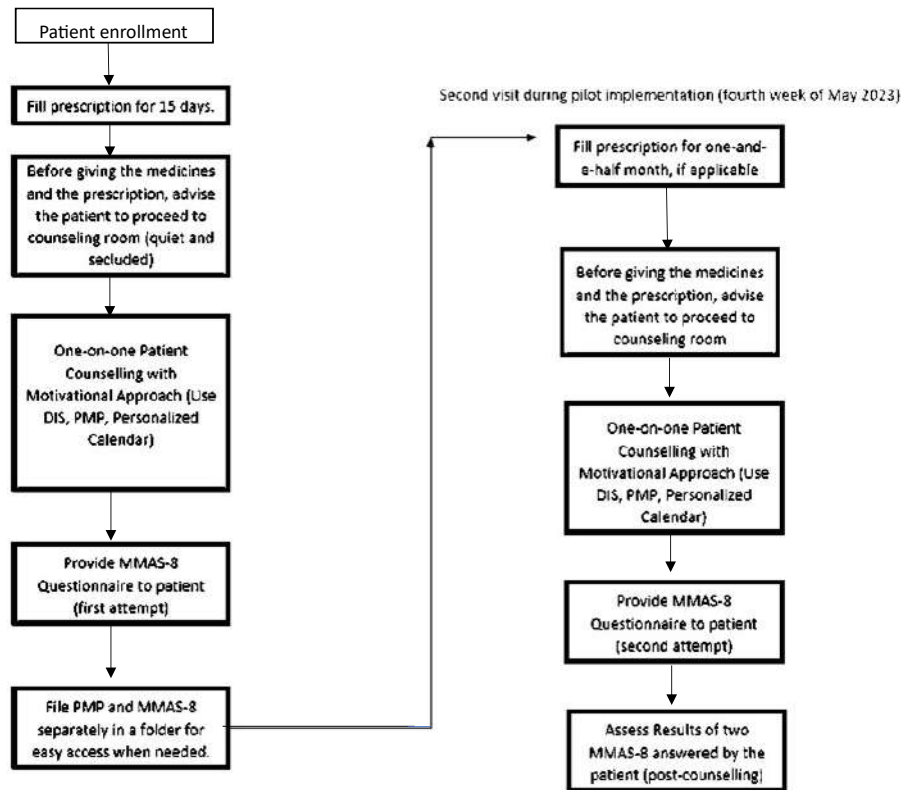 Patient enrollment
Fill prescription for 15 days.
Before giving the medicines
and the prescription, advise
the patient to proceed to
counseling room (quiet and
secluded)
One-on-one Patient
Counselling with
Motivational Approach (Use
DIS, PMP, Personalized
Calendar)
Provide MMAS-8
Questionnaire to patient
(first attempt)
File PMP and MMAS-8
separately in a folder for
easy access when needed.
Second visit during pilot implementation (fourth week of May 2023)
Fill prescription for one-and-
a-half month, if applicable
Before giving the medicines
and the prescription, advise
the patient to proceed to
counseling room
One-on-one Patient
Counselling with
Motivational Approach (Use
DIS, PMP, Personalized
Calendar)
Provide MMAS-8
Questionnaire to patient
(second attempt)
Assess Results of two
MMAS-8 answered by the
patient (post-counselling)